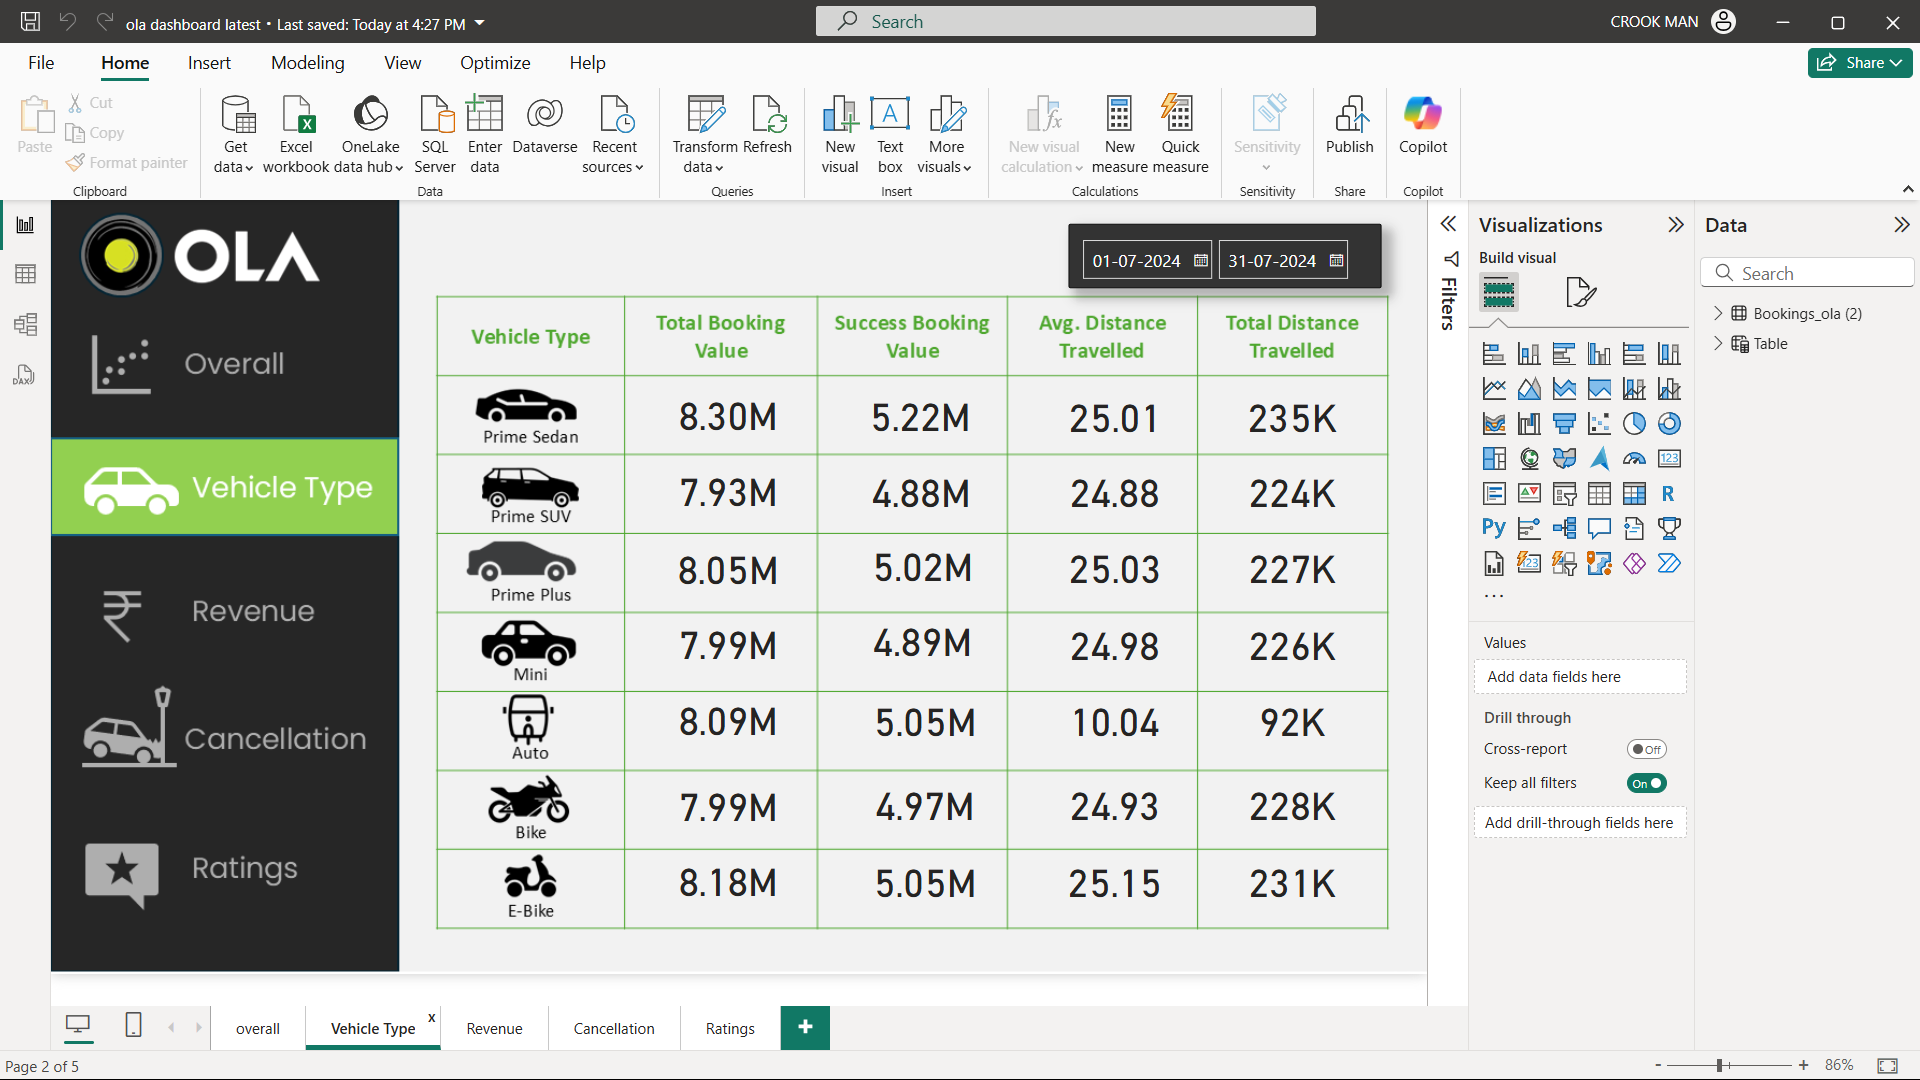 ola dashboard latest • Last saved: Today at 4:27 PM
Search
CROOK MAN
File Home Insert Modeling View Optimize Help
Share
Paste
Cut
Copy
Format painter
Clipboard
Get data
Excel workbook
OneLake data hub
SQL Server
Enter data
Dataverse
Recent sources
Data
Transform data
Refresh
Queries
New visual
Text box
More visuals
Insert
New visual calculation
New measure
Quick measure
Calculations
Sensitivity
Sensitivity
Publish
Share
Copilot
Copilot
OLA
Overall
Vehicle Type
Revenue
Cancellation
Ratings
01-07-2024 31-07-2024
Vehicle Type Total Booking Value Success Booking Value Avg. Distance Travelled Total Distance Travelled
Prime Sedan 8.30M 5.22M 25.01 235K
Prime SUV 7.93M 4.88M 24.88 224K
Prime Plus 8.05M 5.02M 25.03 227K
Mini 7.99M 4.89M 24.98 226K
Auto 8.09M 5.05M 10.04 92K
Bike 7.99M 4.97M 24.93 228K
E-Bike 8.18M 5.05M 25.15 231K
Filters
Visualizations
Build visual
123
R
Py
123
...
Values
Add data fields here
Drill through
Cross-report Off
Keep all filters On
Add drill-through fields here
Data
Search
Bookings_ola (2)
Table
overall Vehicle Type x Revenue Cancellation Ratings +
Page 2 of 5
- + 86%